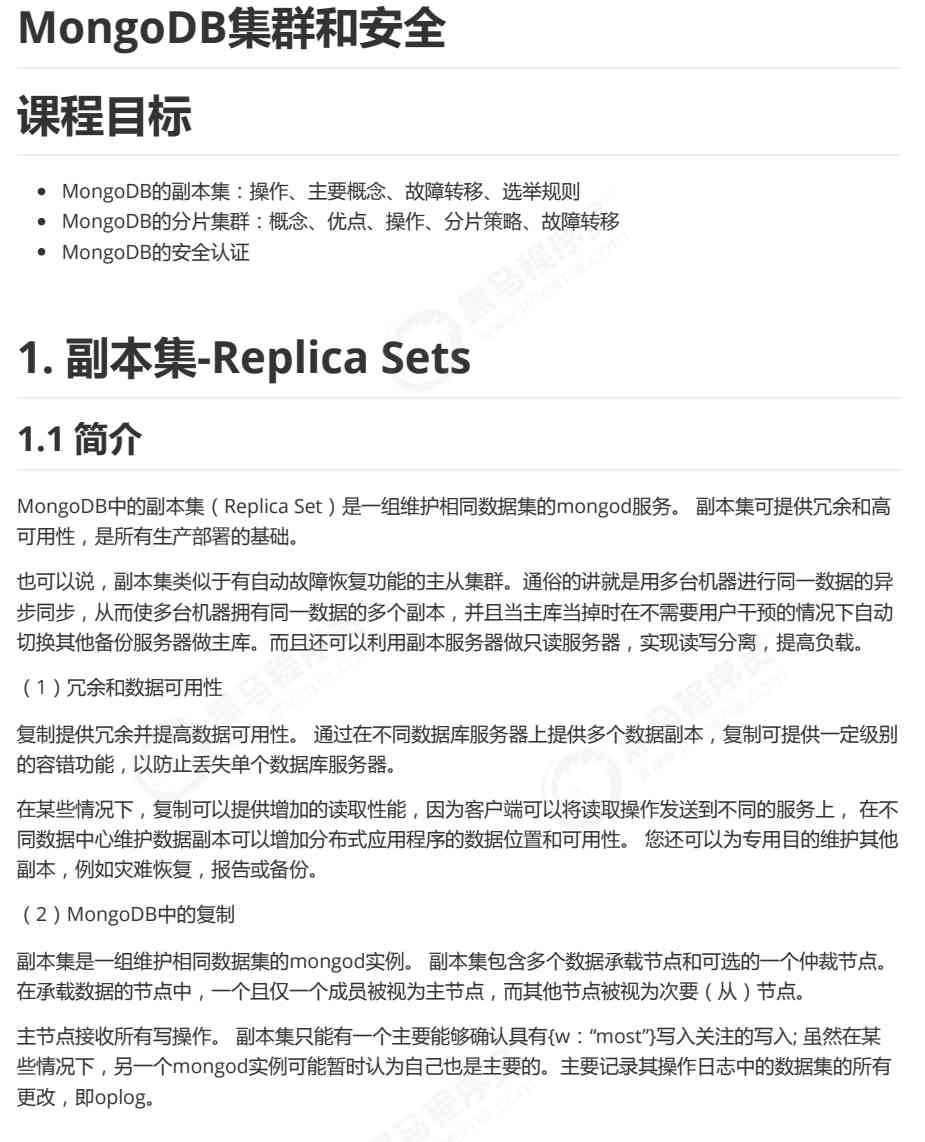 MongoDB集群和安全
课程目标
MongoDB的副本集：操作、主要概念、故障转移、选举规则
MongoDB的分片集群：概念、优点、操作、分片策略、故障转移
MongoDB的安全认证
1. 副本集-Replica Sets
1.1 简介
MongoDB中的副本集（Replica Set）是一组维护相同数据集的mongod服务。 副本集可提供冗余和高
可用性，是所有生产部署的基础。
也可以说，副本集类似于有自动故障恢复功能的主从集群。通俗的讲就是用多台机器进行同一数据的异
步同步，从而使多台机器拥有同一数据的多个副本，并且当主库当掉时在不需要用户干预的情况下自动
切换其他备份服务器做主库。而且还可以利用副本服务器做只读服务器，实现读写分离，提高负载。
（1）冗余和数据可用性
复制提供冗余并提高数据可用性。 通过在不同数据库服务器上提供多个数据副本，复制可提供一定级别
的容错功能，以防止丢失单个数据库服务器。
在某些情况下，复制可以提供增加的读取性能，因为客户端可以将读取操作发送到不同的服务上， 在不
同数据中心维护数据副本可以增加分布式应用程序的数据位置和可用性。 您还可以为专用目的维护其他
副本，例如灾难恢复，报告或备份。
（2）MongoDB中的复制
副本集是一组维护相同数据集的mongod实例。 副本集包含多个数据承载节点和可选的一个仲裁节点。
在承载数据的节点中，一个且仅一个成员被视为主节点，而其他节点被视为次要（从）节点。
主节点接收所有写操作。 副本集只能有一个主要能够确认具有{w：“most”}写入关注的写入; 虽然在某
些情况下，另一个mongod实例可能暂时认为自己也是主要的。主要记录其操作日志中的数据集的所有
更改，即oplog。